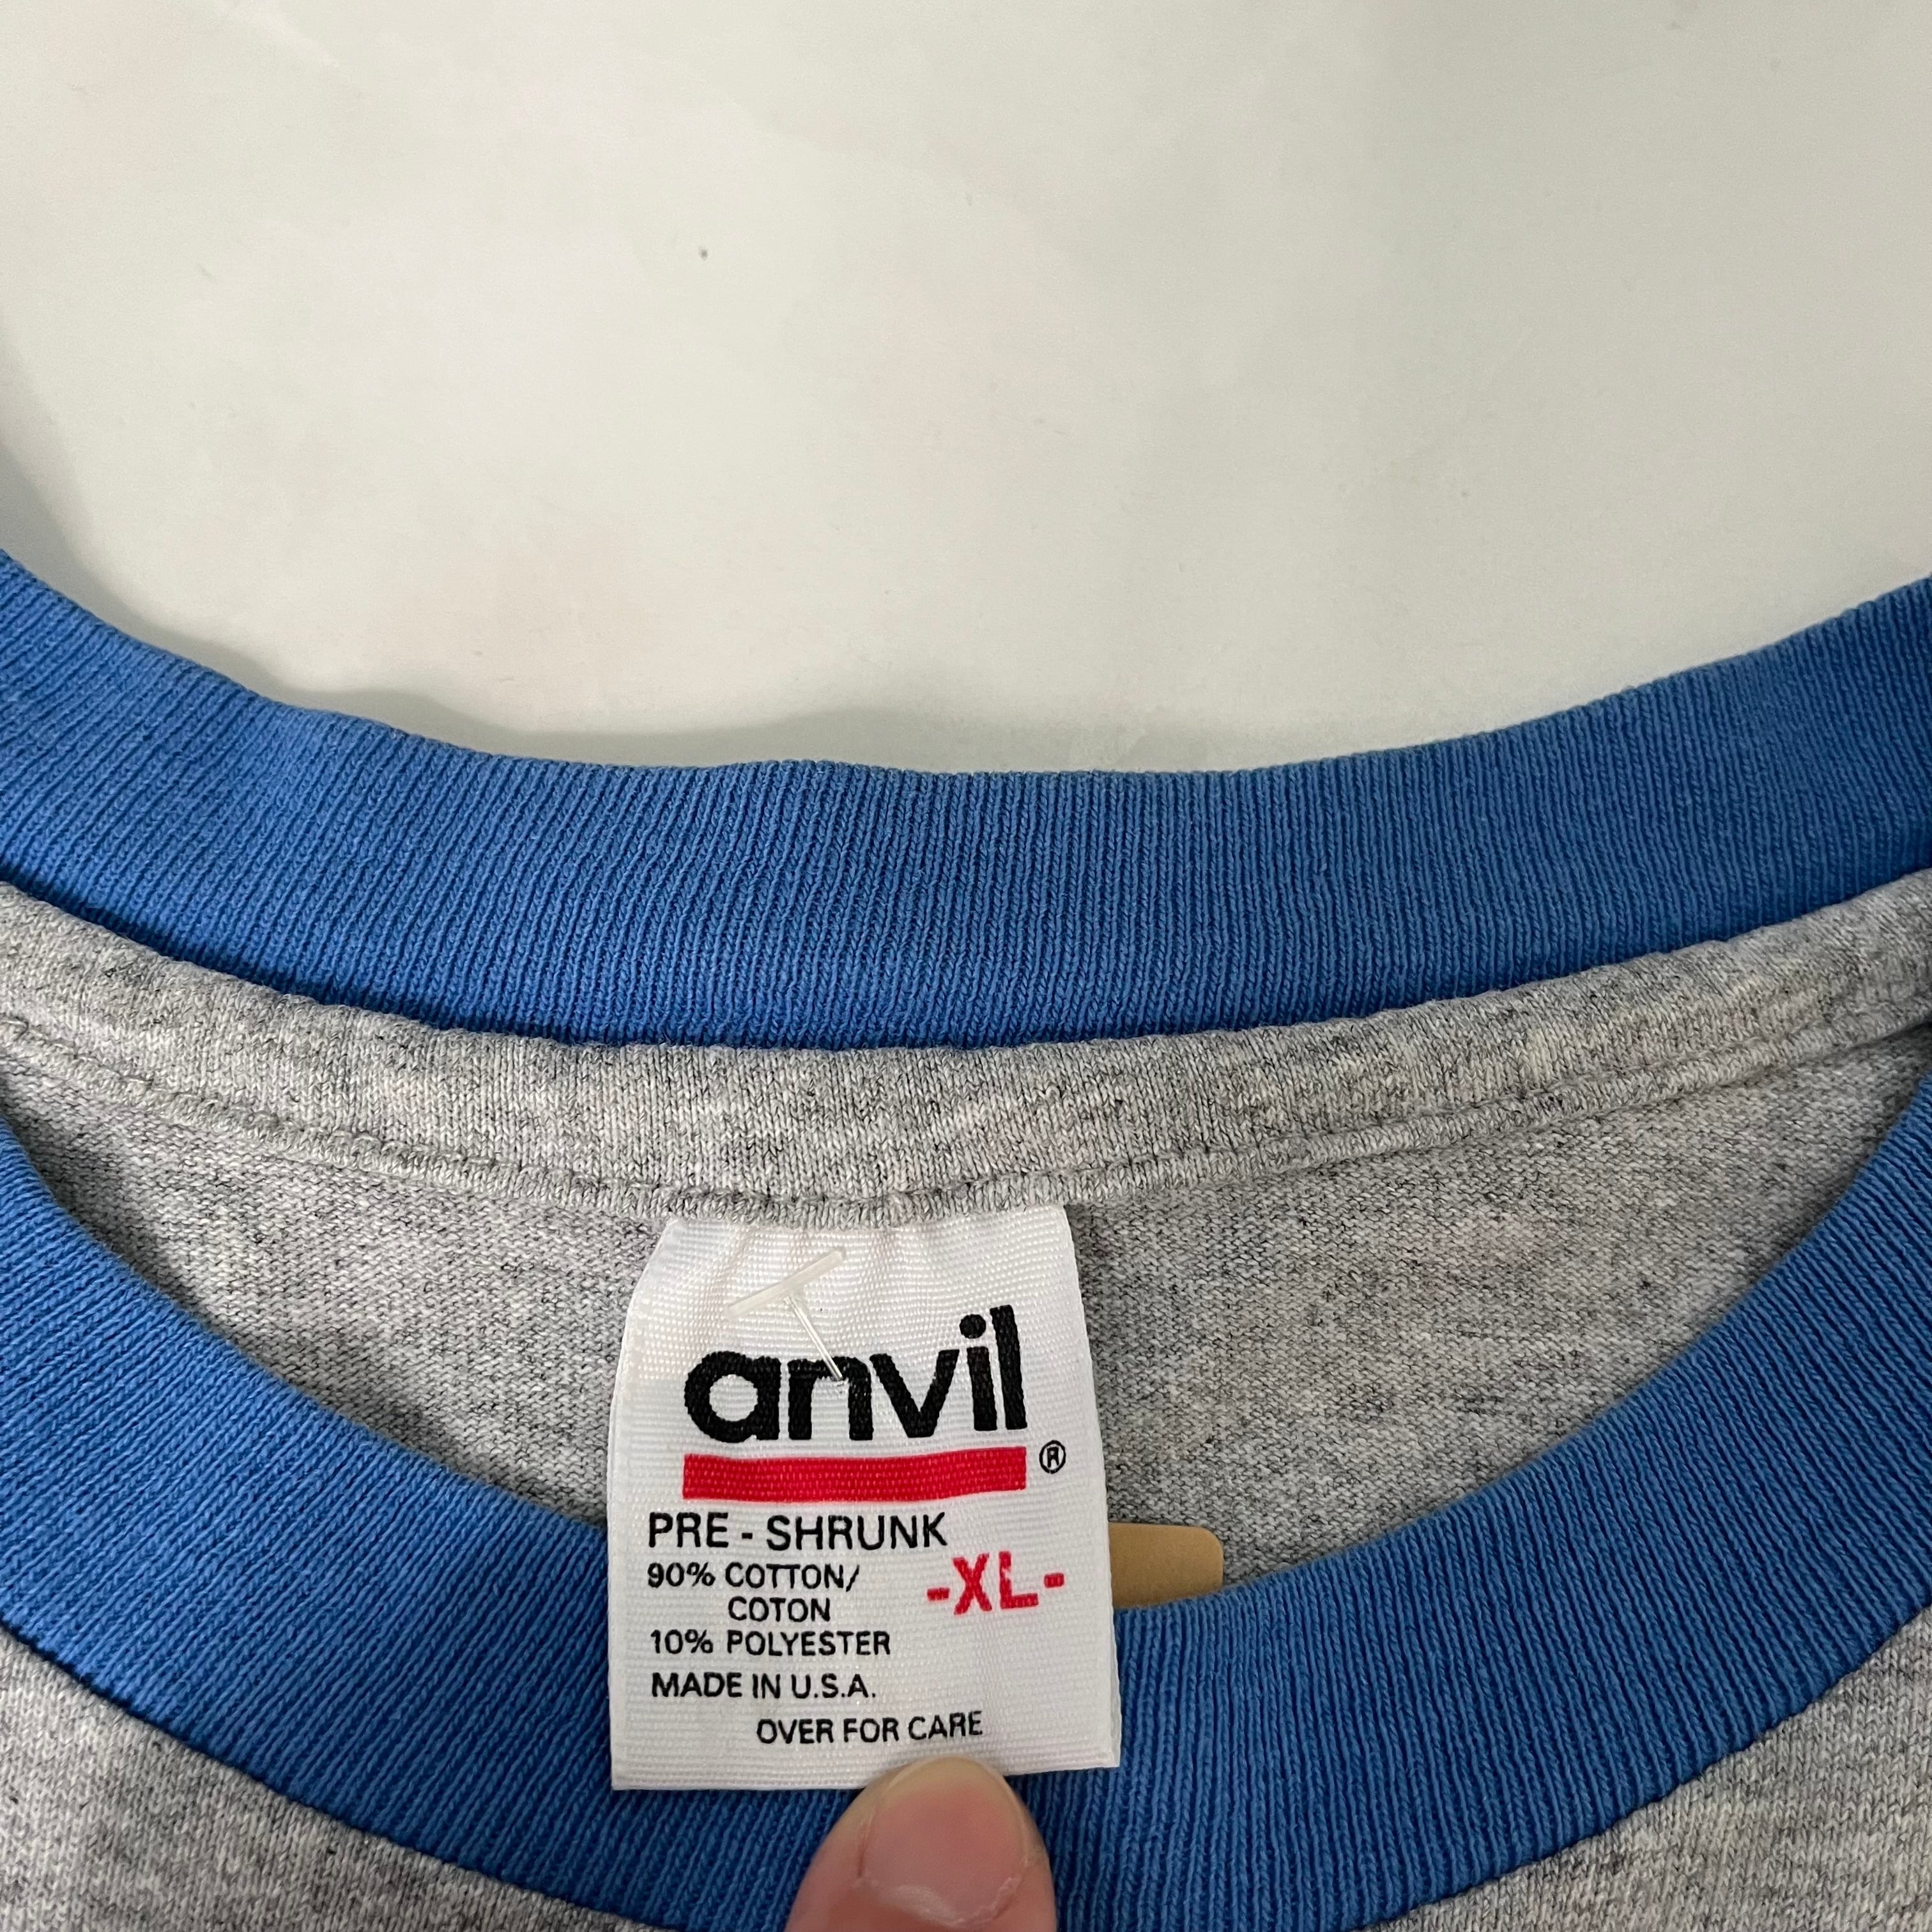 anvil
®
PRE - SHRUNK
90% COTTON/
COTON
-XL-
10% POLYESTER
MADE IN U.S.A.
OVER FOR CARE